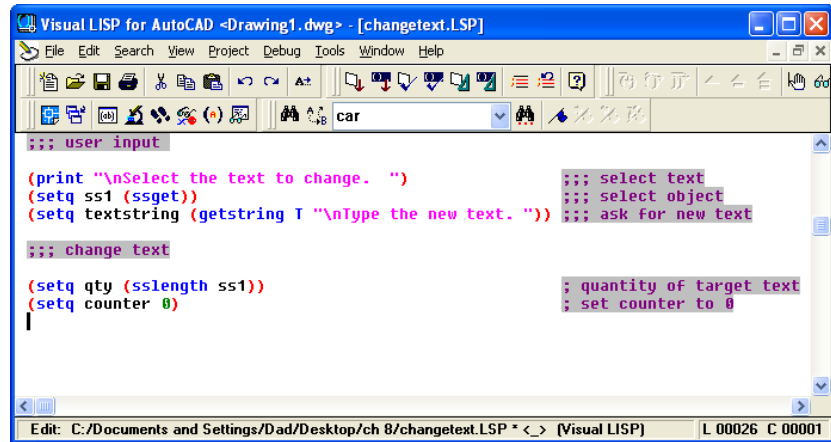 Visual LISP for AutoCAD <Drawing1.dwg> - [changetext.LSP]
File Edit Search View Project Debug Tools Window Help
car
;;; user input
(print "\nSelect the text to change.  ") ;;; select text
(setq ss1 (ssget)) ;;; select object
(setq textstring (getstring T "\nType the new text. ")) ;;; ask for new text
;;; change text
(setq qty (sslength ss1)) ; quantity of target text
(setq counter 0) ; set counter to 0
Edit: C:/Documents and Settings/Dad/Desktop/ch 8/changetext.LSP * <_> (Visual LISP) L 00026 C 00001